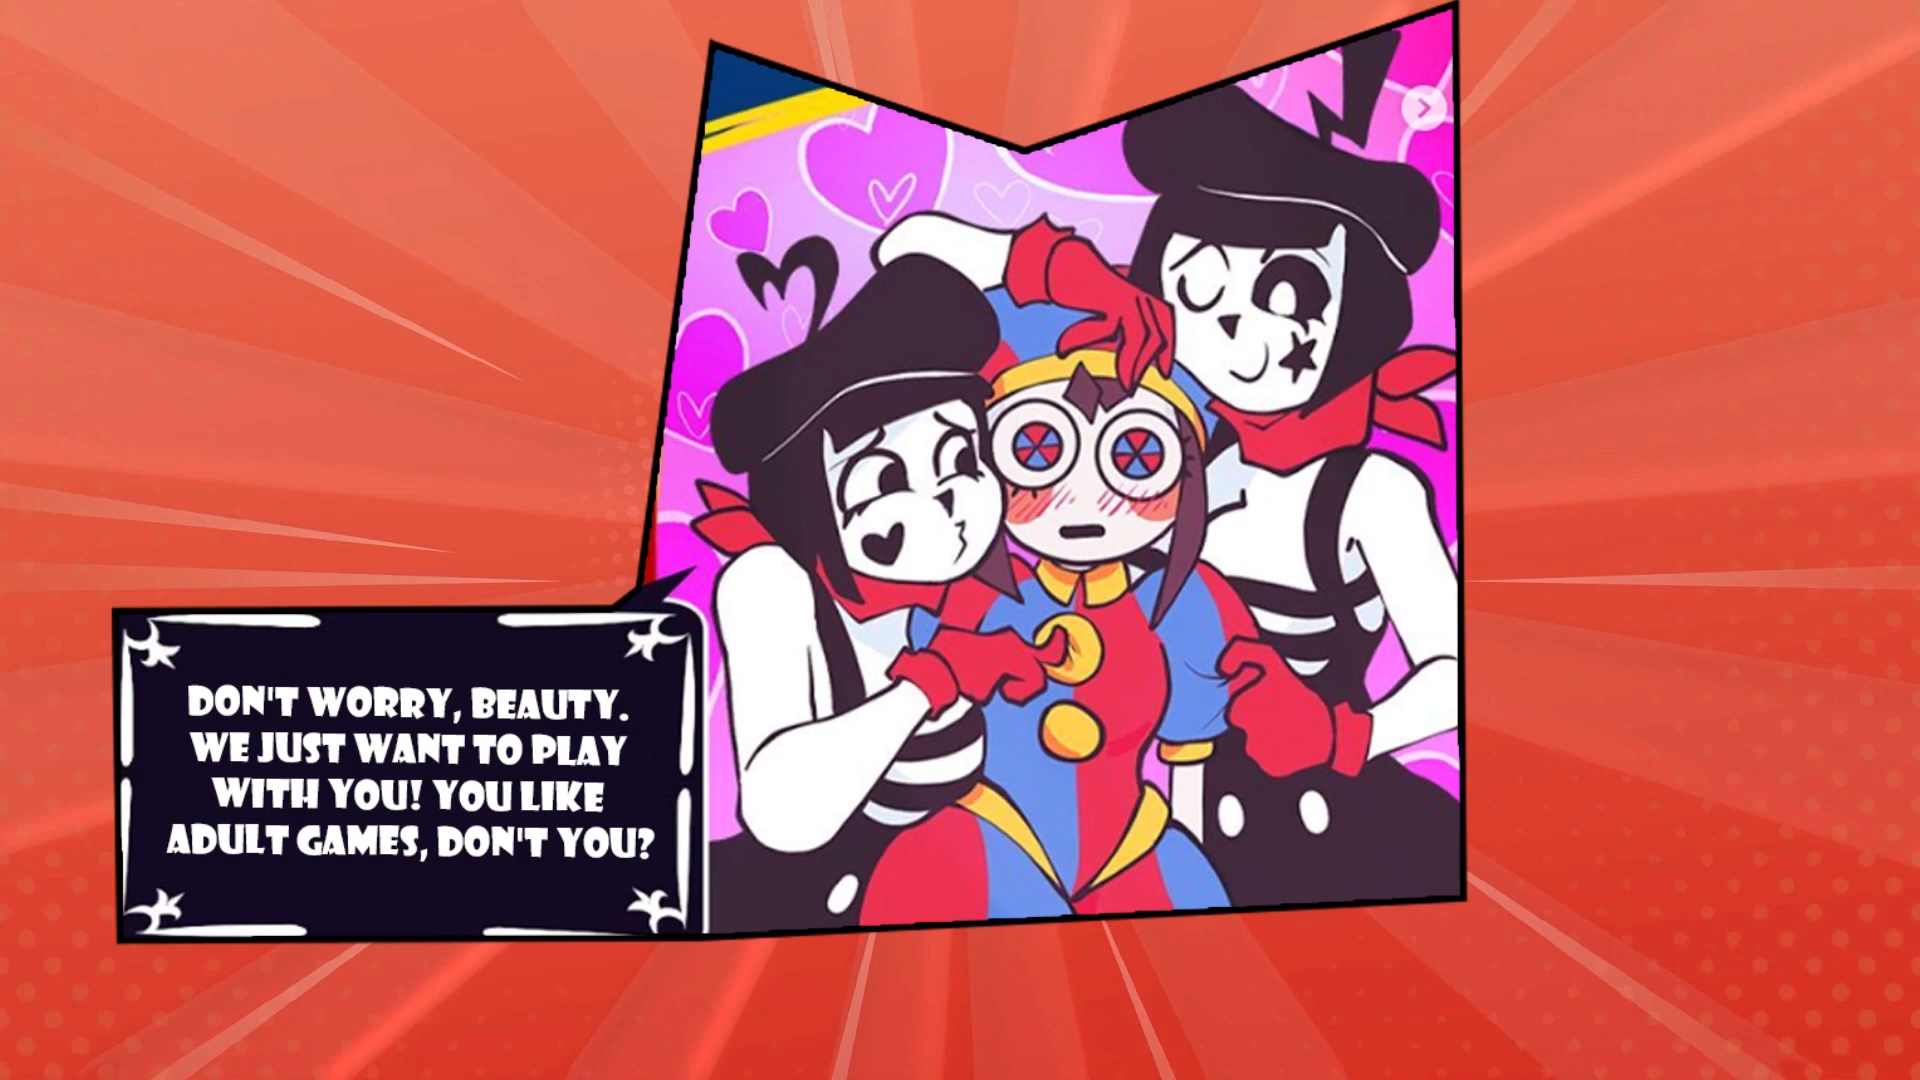 DON'T WORRY, BEAUTY.
WE JUST WANT TO PLAY
WITH YOU! YOU LIKE
ADULT GAMES, DON'T YOU?